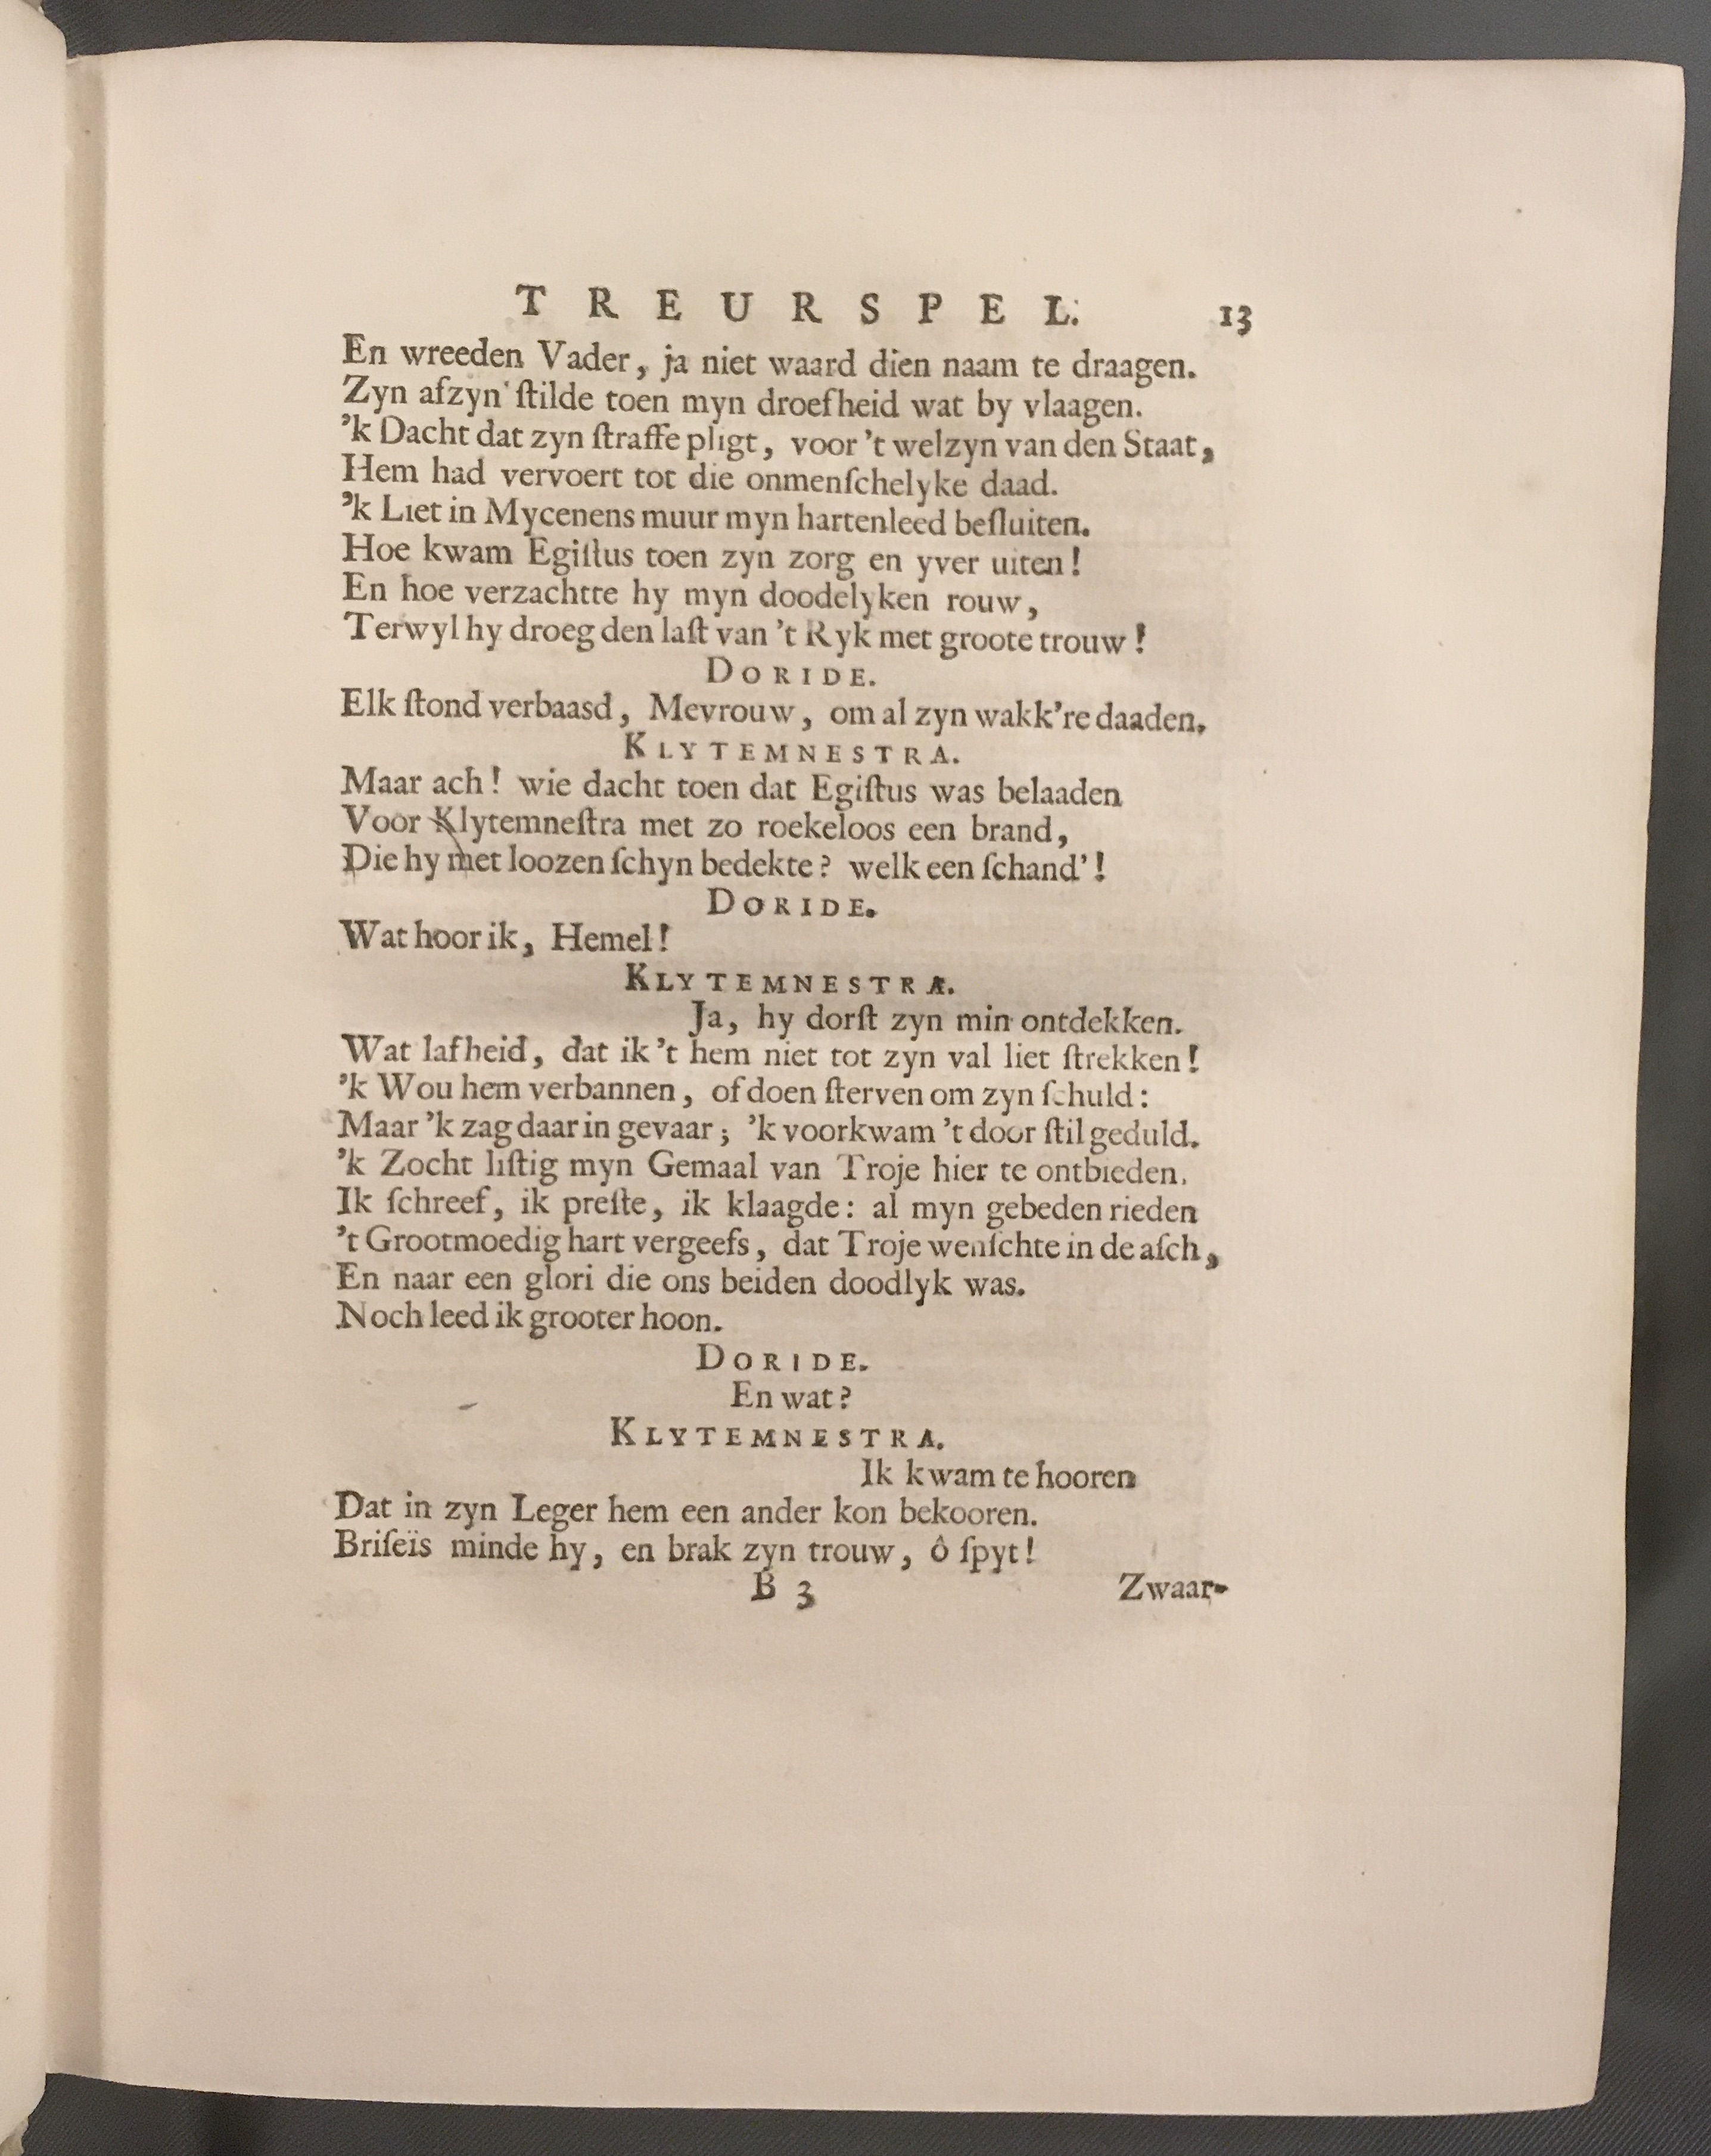 TREURSPEL. 13
En wreeden Vader, ja niet waard dien naam te draagen.
Zyn afzyn ſtilde toen myn droefheid wat by vlaagen.
'k Dacht dat zyn ſtraffe pligt, voor 't welzyn van den Staat,
Hem had vervoert tot die onmenſchelyke daad.
'k Liet in Mycenens muur myn hartenleed beſluiten.
Hoe kwam Egiſtus toen zyn zorg en yver uiten!
En hoe verzachtte hy myn doodelyken rouw,
Terwyl hy droeg den laſt van 't Ryk met groote trouw!
DORIDE.
Elk ſtond verbaasd, Mevrouw, om al zyn wakk're daaden.
KLYTEMNESTRA.
Maar ach! wie dacht toen dat Egiſtus was belaaden
Voor Klytemneſtra met zo roekeloos een brand,
Die hy met loozen ſchyn bedekte? welk een ſchand'!
DORIDE.
Wat hoor ik, Hemel!
KLYTEMNESTRA.
Ja, hy dorſt zyn min ontdekken.
Wat lafheid, dat ik 't hem niet tot zyn val liet ſtrekken!
'k Wou hem verbannen, of doen ſterven om zyn ſchuld:
Maar 'k zag daar in gevaar; 'k voorkwam 't door ſtil geduld.
'k Zocht liſtig myn Gemaal van Troje hier te ontbieden.
Ik ſchreef, ik preſte, ik klaagde: al myn gebeden rieden
't Grootmoedig hart vergeefs, dat Troje wenſchte in de aſch,
En naar een glori die ons beiden doodlyk was.
Noch leed ik grooter hoon.
DORIDE.
En wat?
KLYTEMNESTRA.
Ik kwam te hooren
Dat in zyn Leger hem een ander kon bekooren.
Briſeïs minde hy, en brak zyn trouw, ô ſpyt!
B 3 Zwaar-